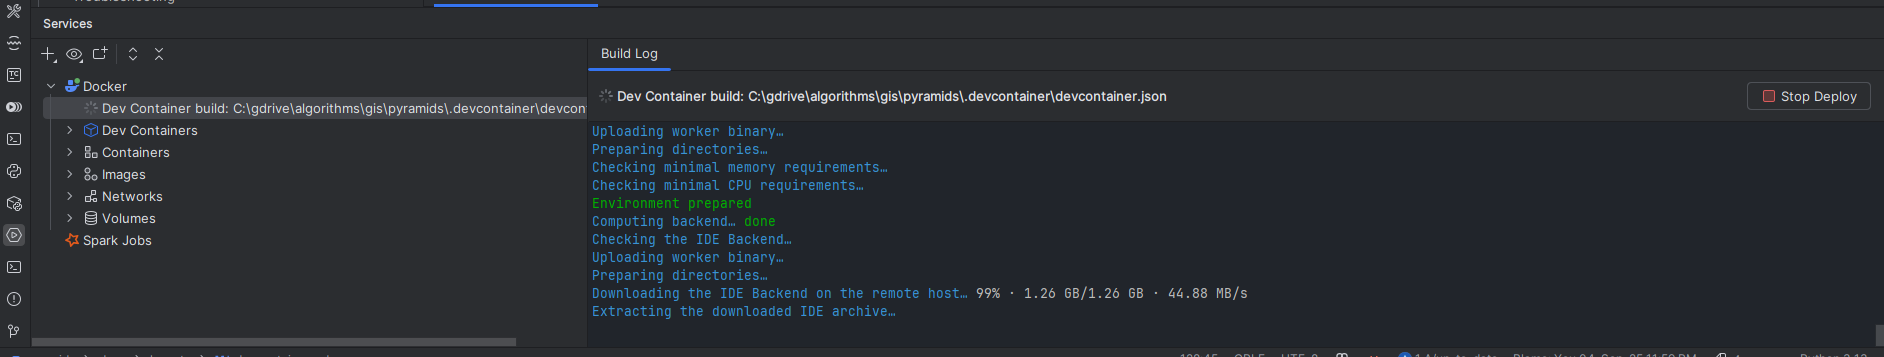 Troubleshooting
Services
Build Log
Docker
Dev Container build: C:\gdrive\algorithms\gis\pyramids\.devcontainer\devcon
Dev Containers
Containers
Images
Networks
Volumes
Spark Jobs
TC
Dev Container build: C:\gdrive\algorithms\gis\pyramids\.devcontainer\devcontainer.json
Stop Deploy
Uploading worker binary…
Preparing directories…
Checking minimal memory requirements…
Checking minimal CPU requirements…
Environment prepared
Computing backend… done
Checking the IDE Backend…
Uploading worker binary…
Preparing directories…
Downloading the IDE Backend on the remote host… 99% · 1.26 GB/1.26 GB · 44.88 MB/s
Extracting the downloaded IDE archive…